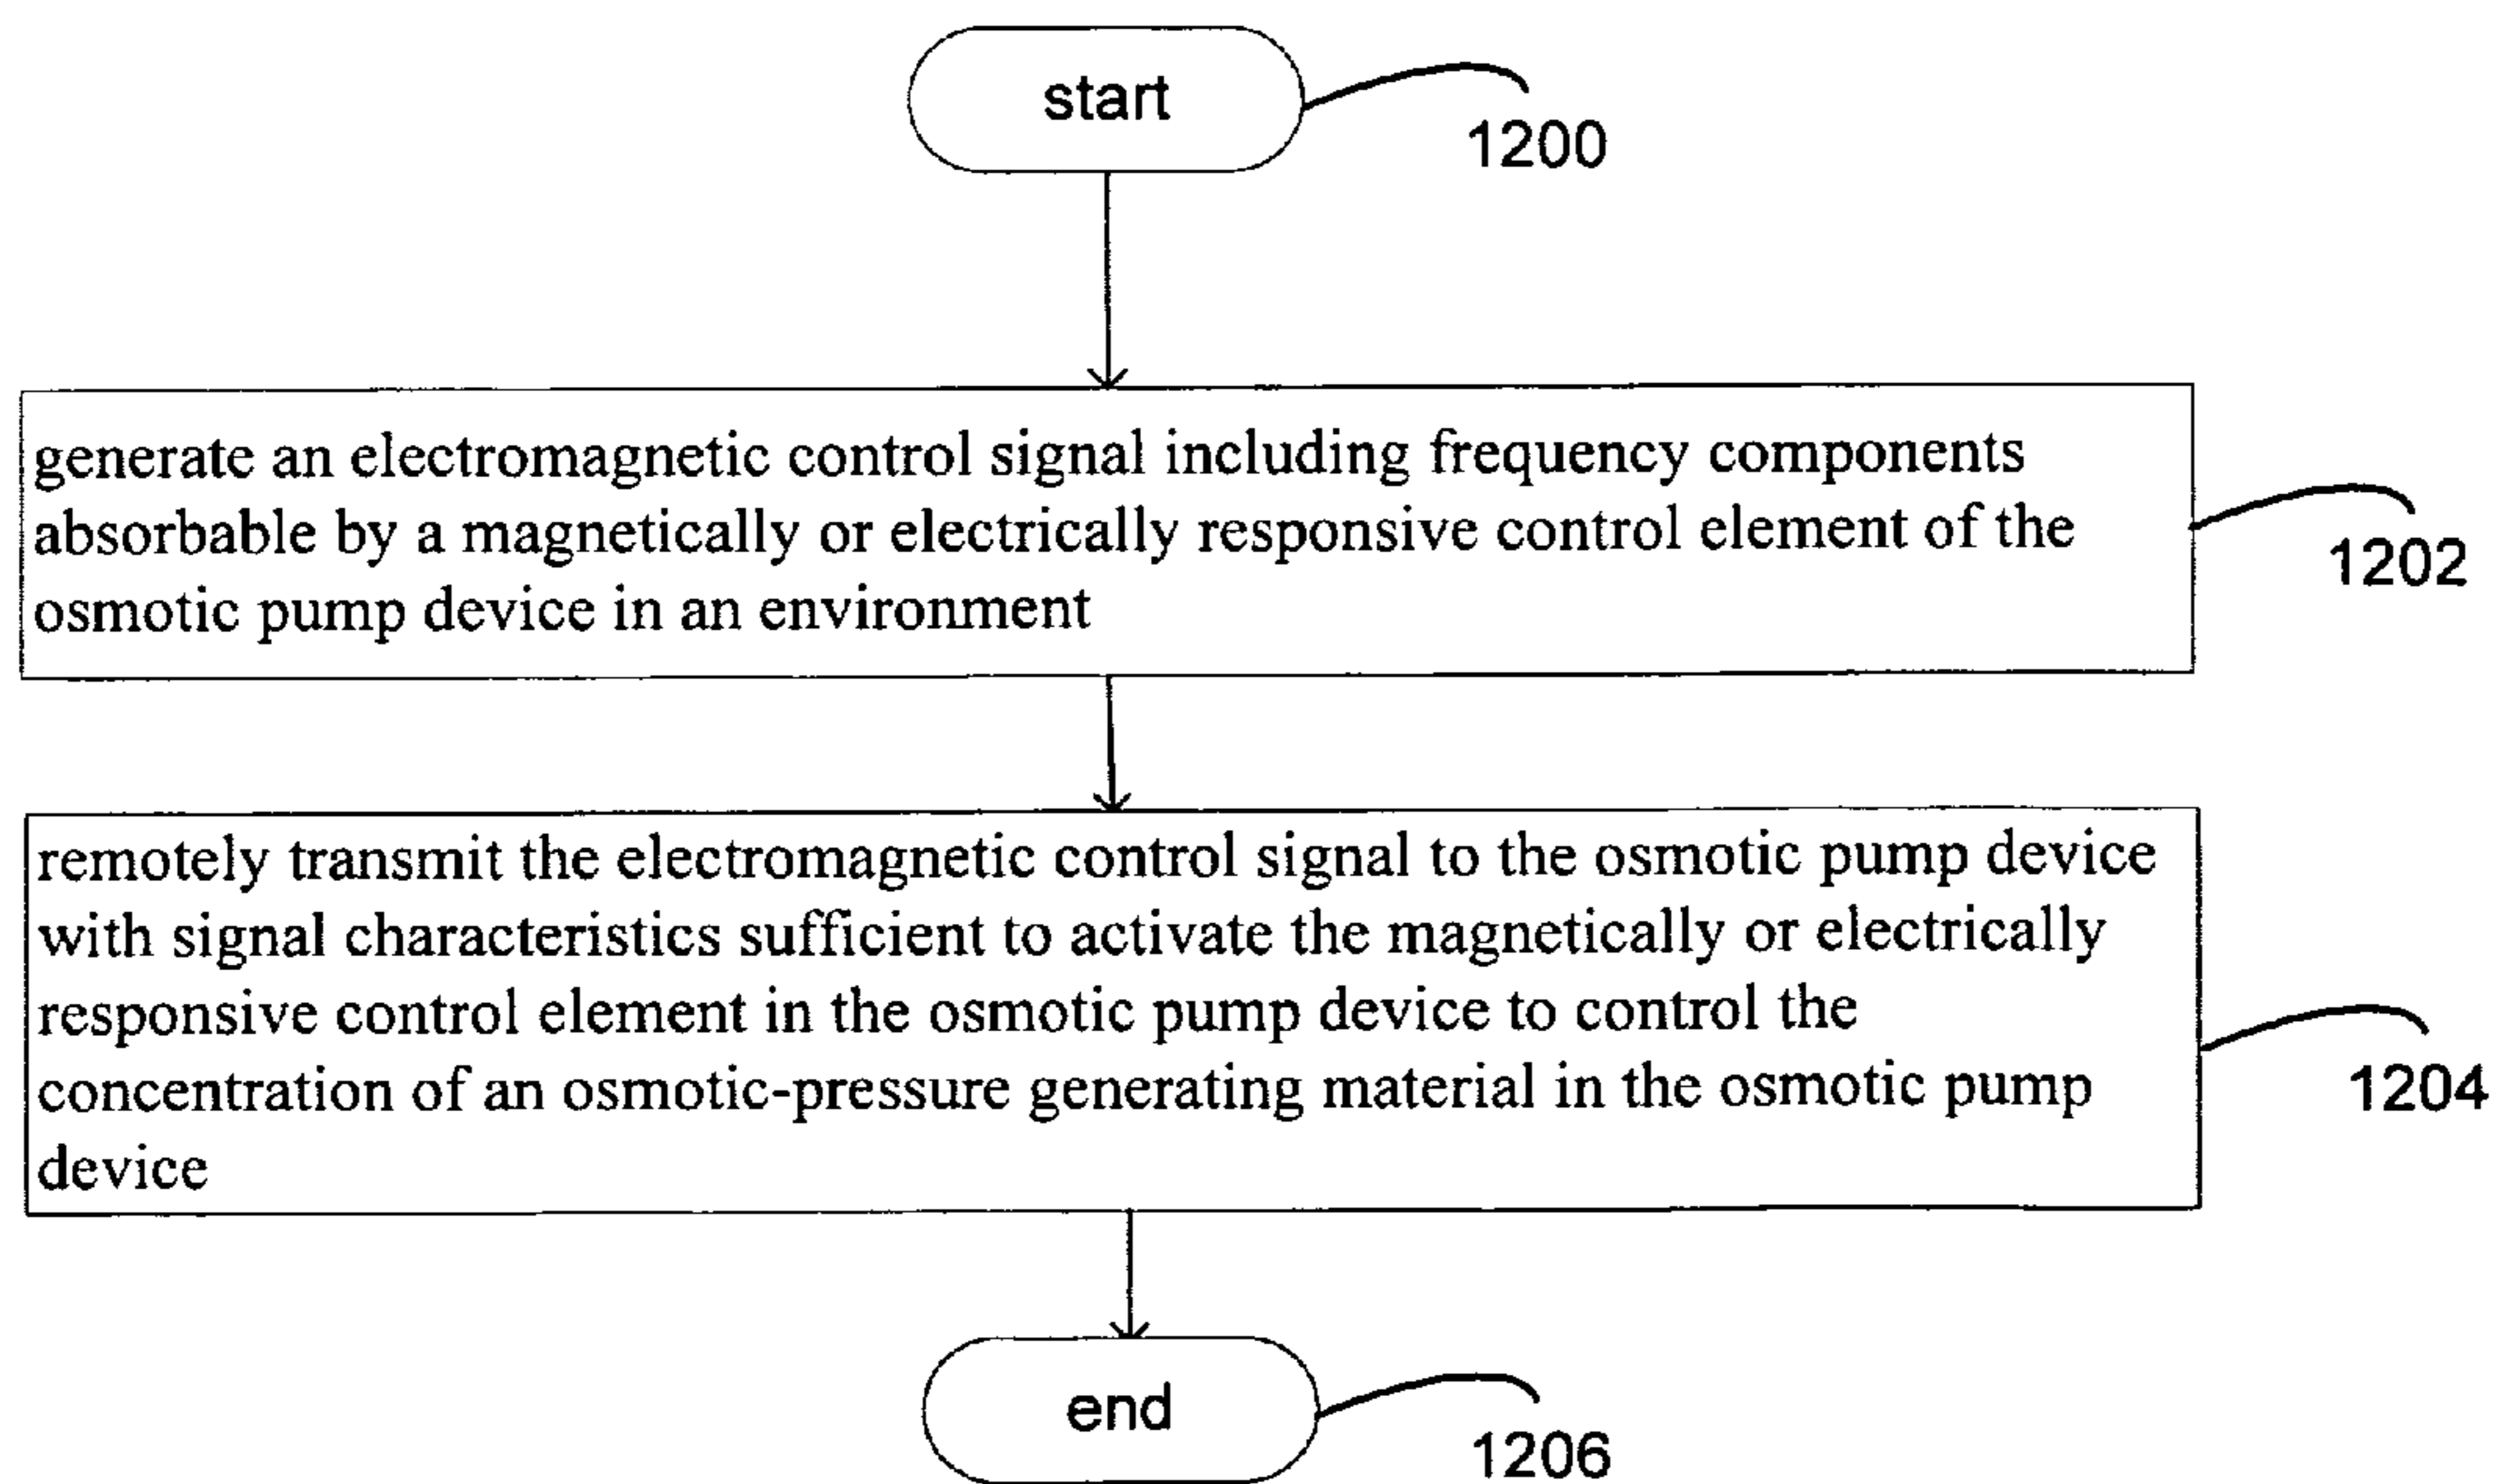 start
1200
generate an electromagnetic control signal including frequency components
absorbable by a magnetically or electrically responsive control element of the
osmotic pump device in an environment
1202
remotely transmit the electromagnetic control signal to the osmotic pump device
with signal characteristics sufficient to activate the magnetically or electrically
responsive control element in the osmotic pump device to control the
concentration of an osmotic-pressure generating material in the osmotic pump
device
1204
end
1206